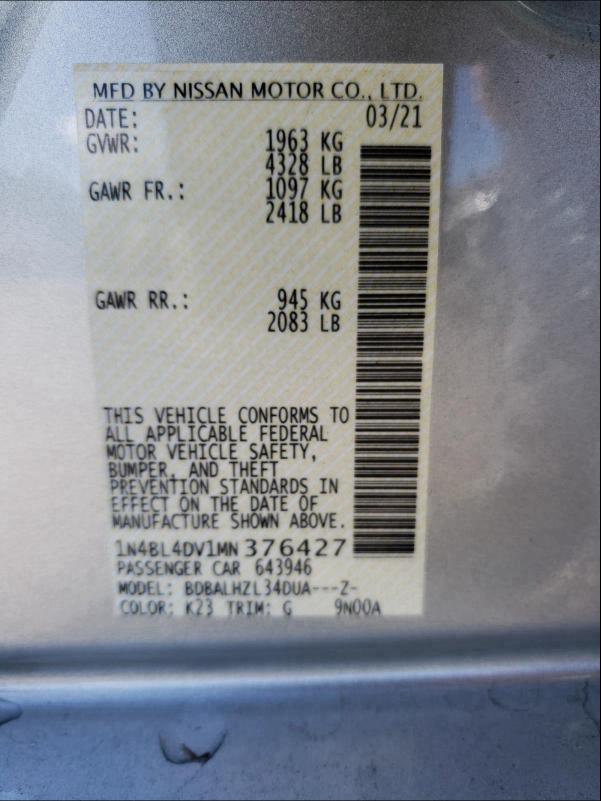 MFD BY NISSAN MOTOR CO., LTD.
DATE: 03/21
GVWR: 1963 KG
4328 LB
GAWR FR.: 1097 KG
2418 LB
GAWR RR.: 945 KG
2083 LB
THIS VEHICLE CONFORMS TO
ALL APPLICABLE FEDERAL
MOTOR VEHICLE SAFETY,
BUMPER, AND THEFT
PREVENTION STANDARDS IN
EFFECT ON THE DATE OF
MANUFACTURE SHOWN ABOVE.
1N4BL4DV1MN376427
PASSENGER CAR 643946
MODEL: BDBALHZL34DUA---Z-
COLOR: K23 TRIM: G 9N00A